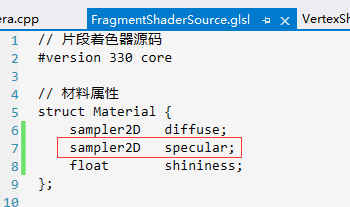 era.cpp FragmentShaderSource.glsl VertexSh
1 // 片段着色器源码
2 #version 330 core
3
4 // 材料属性
5 struct Material {
6 sampler2D diffuse;
7 sampler2D specular;
8 float shininess;
9 };
10